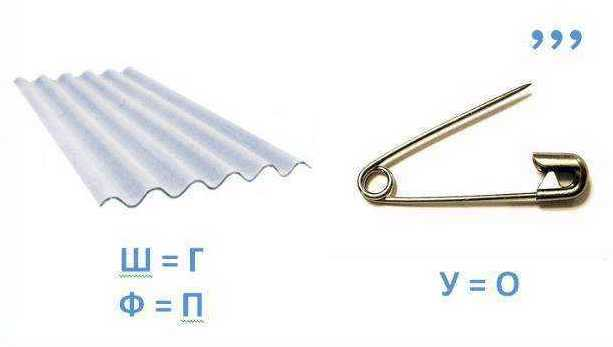 ,,,
Ш = Г
Ф = П
У = О